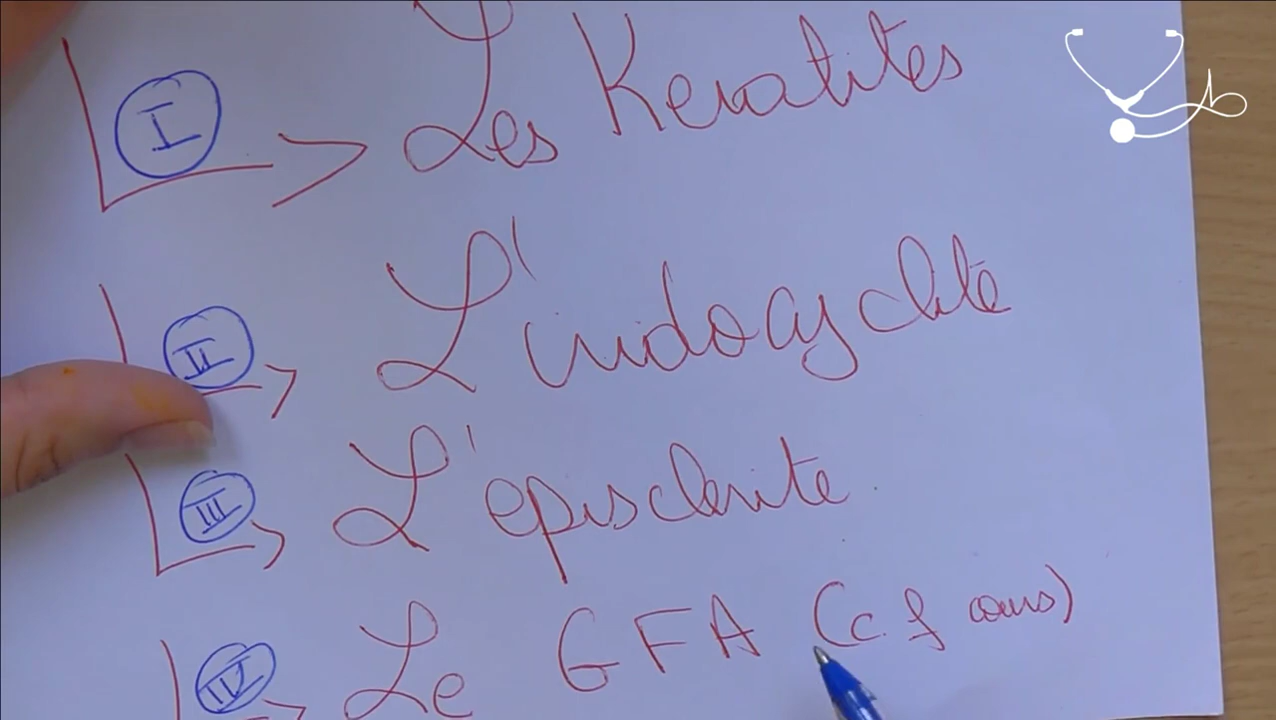 I Les Keratites
II L'iridocyclite
III L'episclerite
IV Le GFA (c.f cours)